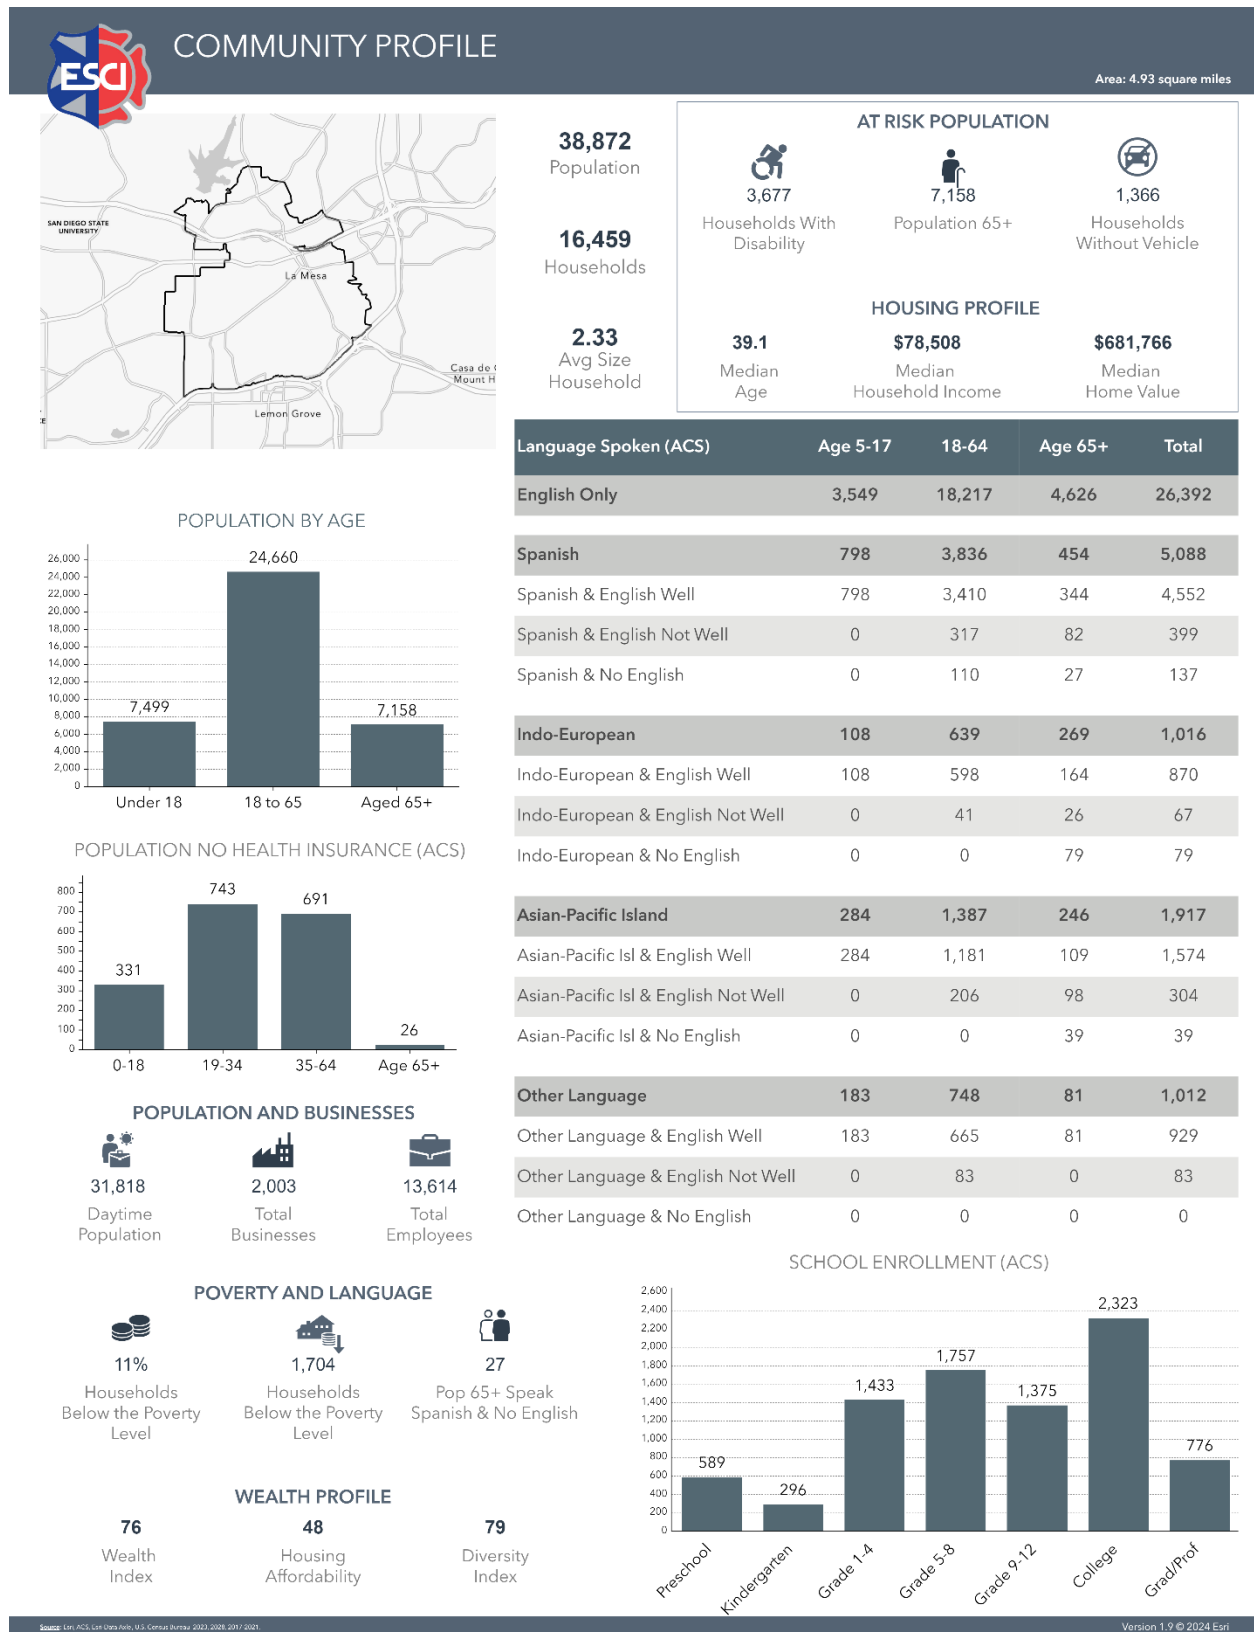 COMMUNITY PROFILE
ESCI
Area: 4.93 square miles
SAN DIEGO STATE
UNIVERSITY
La Mesa
Casa de
Mount H
Lemon Grove
38,872
Population
16,459
Households
2.33
Avg Size
Household
AT RISK POPULATION
3,677
Households With
Disability
7,158
Population 65+
1,366
Households
Without Vehicle
HOUSING PROFILE
39.1
Median
Age
$78,508
Median
Household Income
$681,766
Median
Home Value
Language Spoken (ACS) Age 5-17 18-64 Age 65+ Total
English Only 3,549 18,217 4,626 26,392
Spanish 798 3,836 454 5,088
Spanish & English Well 798 3,410 344 4,552
Spanish & English Not Well 0 317 82 399
Spanish & No English 0 110 27 137
Indo-European 108 639 269 1,016
Indo-European & English Well 108 598 164 870
Indo-European & English Not Well 0 41 26 67
Indo-European & No English 0 0 79 79
Asian-Pacific Island 284 1,387 246 1,917
Asian-Pacific Isl & English Well 284 1,181 109 1,574
Asian-Pacific Isl & English Not Well 0 206 98 304
Asian-Pacific Isl & No English 0 0 39 39
Other Language 183 748 81 1,012
Other Language & English Well 183 665 81 929
Other Language & English Not Well 0 83 0 83
Other Language & No English 0 0 0 0
POPULATION BY AGE
26,000
24,000
22,000
20,000
18,000
16,000
14,000
12,000
10,000
8,000
6,000
4,000
2,000
0
7,499
24,660
7,158
Under 18 18 to 65 Aged 65+
POPULATION NO HEALTH INSURANCE (ACS)
800
700
600
500
400
300
200
100
0
331
743
691
26
0-18 19-34 35-64 Age 65+
POPULATION AND BUSINESSES
31,818
Daytime
Population
2,003
Total
Businesses
13,614
Total
Employees
POVERTY AND LANGUAGE
11%
Households
Below the Poverty
Level
1,704
Households
Below the Poverty
Level
27
Pop 65+ Speak
Spanish & No English
WEALTH PROFILE
76
Wealth
Index
48
Housing
Affordability
79
Diversity
Index
SCHOOL ENROLLMENT (ACS)
2,600
2,400
2,200
2,000
1,800
1,600
1,400
1,200
1,000
800
600
400
200
0
589
296
1,433
1,757
1,375
2,323
776
Preschool
Kindergarten
Grade 1-4
Grade 5-8
Grade 9-12
College
Grad/Prof
Source: Esri, ACS, Esri-Data Axle, U.S. Census Bureau 2023, 2028, 2017-2021.
Version 1.9 © 2024 Esri